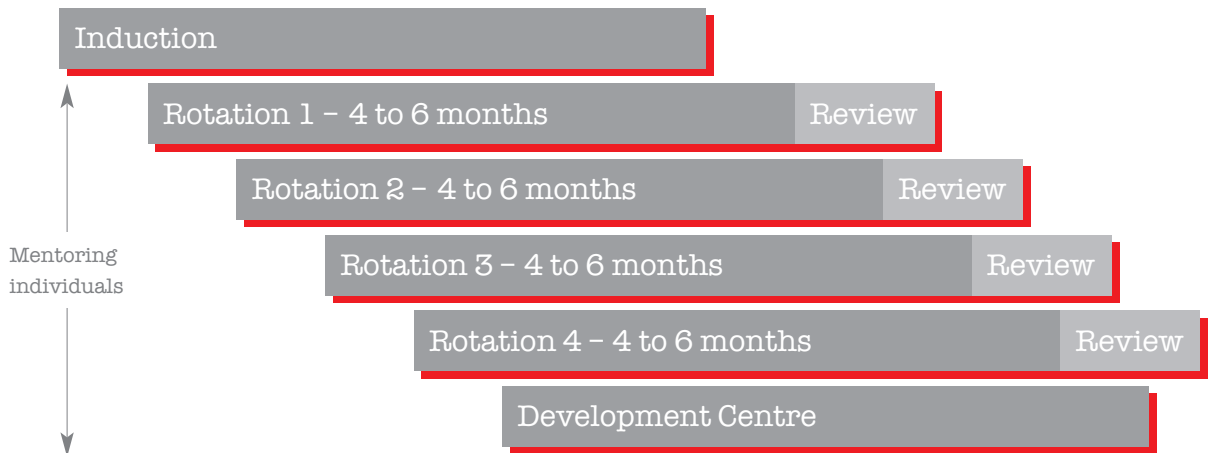 Induction
Rotation 1 – 4 to 6 months Review
Rotation 2 – 4 to 6 months Review
Mentoring
individuals
Rotation 3 – 4 to 6 months Review
Rotation 4 – 4 to 6 months Review
Development Centre